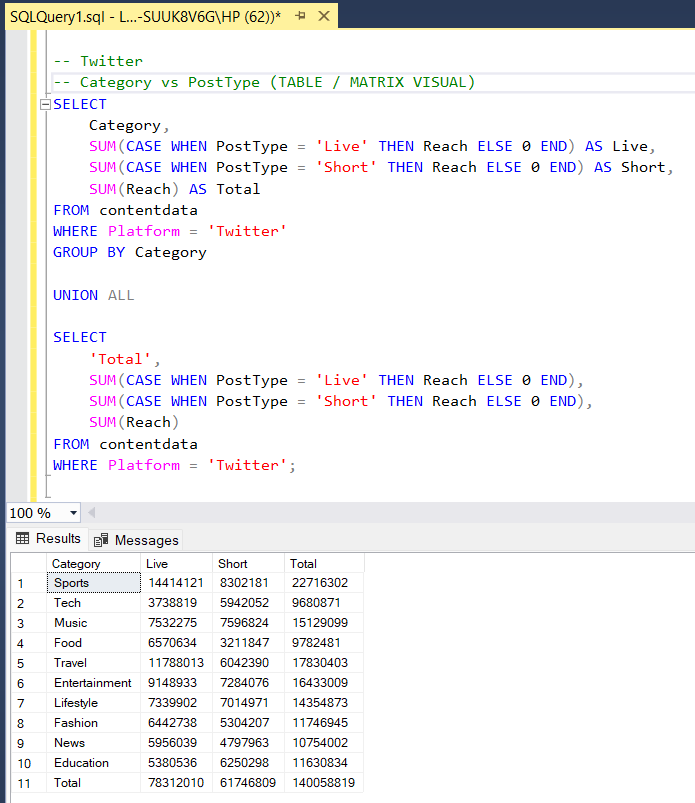 SQLQuery1.sql - L...-SUUK8V6G\HP (62))*
-- Twitter
-- Category vs PostType (TABLE / MATRIX VISUAL)
SELECT
Category,
SUM(CASE WHEN PostType = 'Live' THEN Reach ELSE 0 END) AS Live,
SUM(CASE WHEN PostType = 'Short' THEN Reach ELSE 0 END) AS Short,
SUM(Reach) AS Total
FROM contentdata
WHERE Platform = 'Twitter'
GROUP BY Category
UNION ALL
SELECT
'Total',
SUM(CASE WHEN PostType = 'Live' THEN Reach ELSE 0 END),
SUM(CASE WHEN PostType = 'Short' THEN Reach ELSE 0 END),
SUM(Reach)
FROM contentdata
WHERE Platform = 'Twitter';
100 %
Results Messages
Category Live Short Total
1 Sports 14414121 8302181 22716302
2 Tech 3738819 5942052 9680871
3 Music 7532275 7596824 15129099
4 Food 6570634 3211847 9782481
5 Travel 11788013 6042390 17830403
6 Entertainment 9148933 7284076 16433009
7 Lifestyle 7339902 7014971 14354873
8 Fashion 6442738 5304207 11746945
9 News 5956039 4797963 10754002
10 Education 5380536 6250298 11630834
11 Total 78312010 61746809 140058819